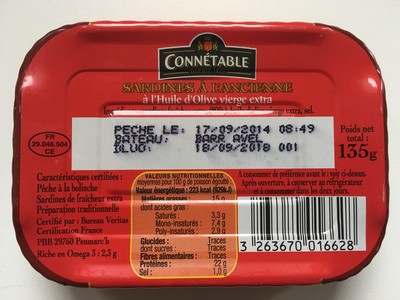 CONNÉTABLE
SARDINES À L'ANCIENNE
à l'Huile d'Olive vierge extra
PECHE LE: 17/09/2014 08:49
BATEAU: BARR AVEL
DLUO: 18/09/2018 001
FR
29.046.504
CE
Poids net
total :
135g
Caractéristiques certifiées :
Pêche à la bolinche
Sardines de fraîcheur extra
Préparation traditionnelle
Certifié par : Bureau Veritas
Certification France
PHB 29760 Penmarc'h
Riche en Omega 3 : 2,3 g
VALEURS NUTRITIONNELLES
moyennes pour 100 g de poisson égoutté
Valeur énergétique : 223 kcal (929kJ)
Matières grasses : 15 g
dont acides gras :
Saturés : 3,3 g
Mono-insaturés : 7,4 g
Poly-insaturés : 2,9 g
Glucides : Traces
dont sucres : Traces
Fibres alimentaires : Traces
Protéines : 22 g
Sel : 1,0 g
A consommer de préférence avant le : voir ci-dessous.
Après ouverture, à conserver au réfrigérateur
et à consommer dans les deux jours.
3 263670 016628